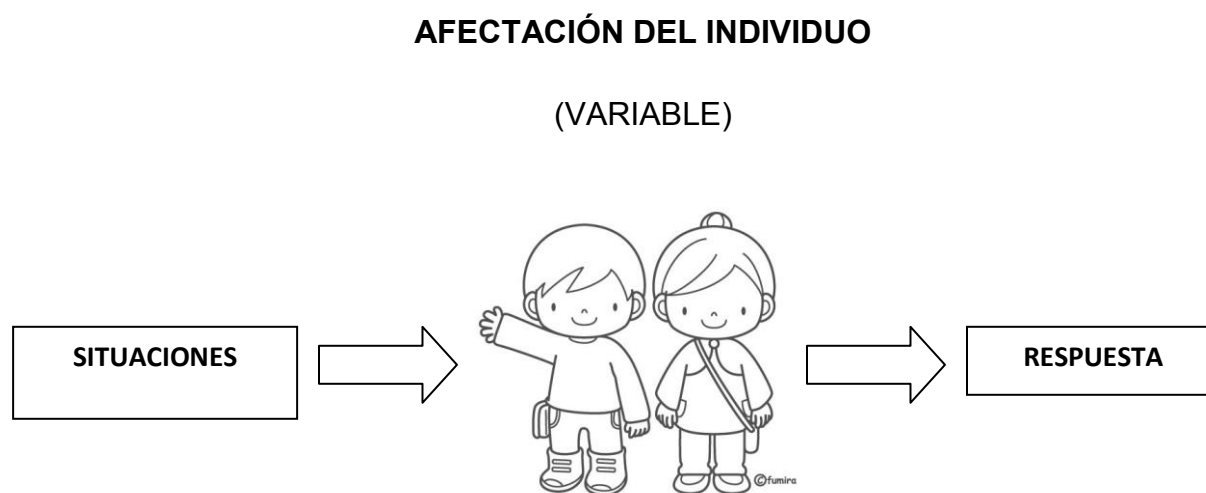 AFECTACIÓN DEL INDIVIDUO
(VARIABLE)
SITUACIONES
RESPUESTA
©fumira